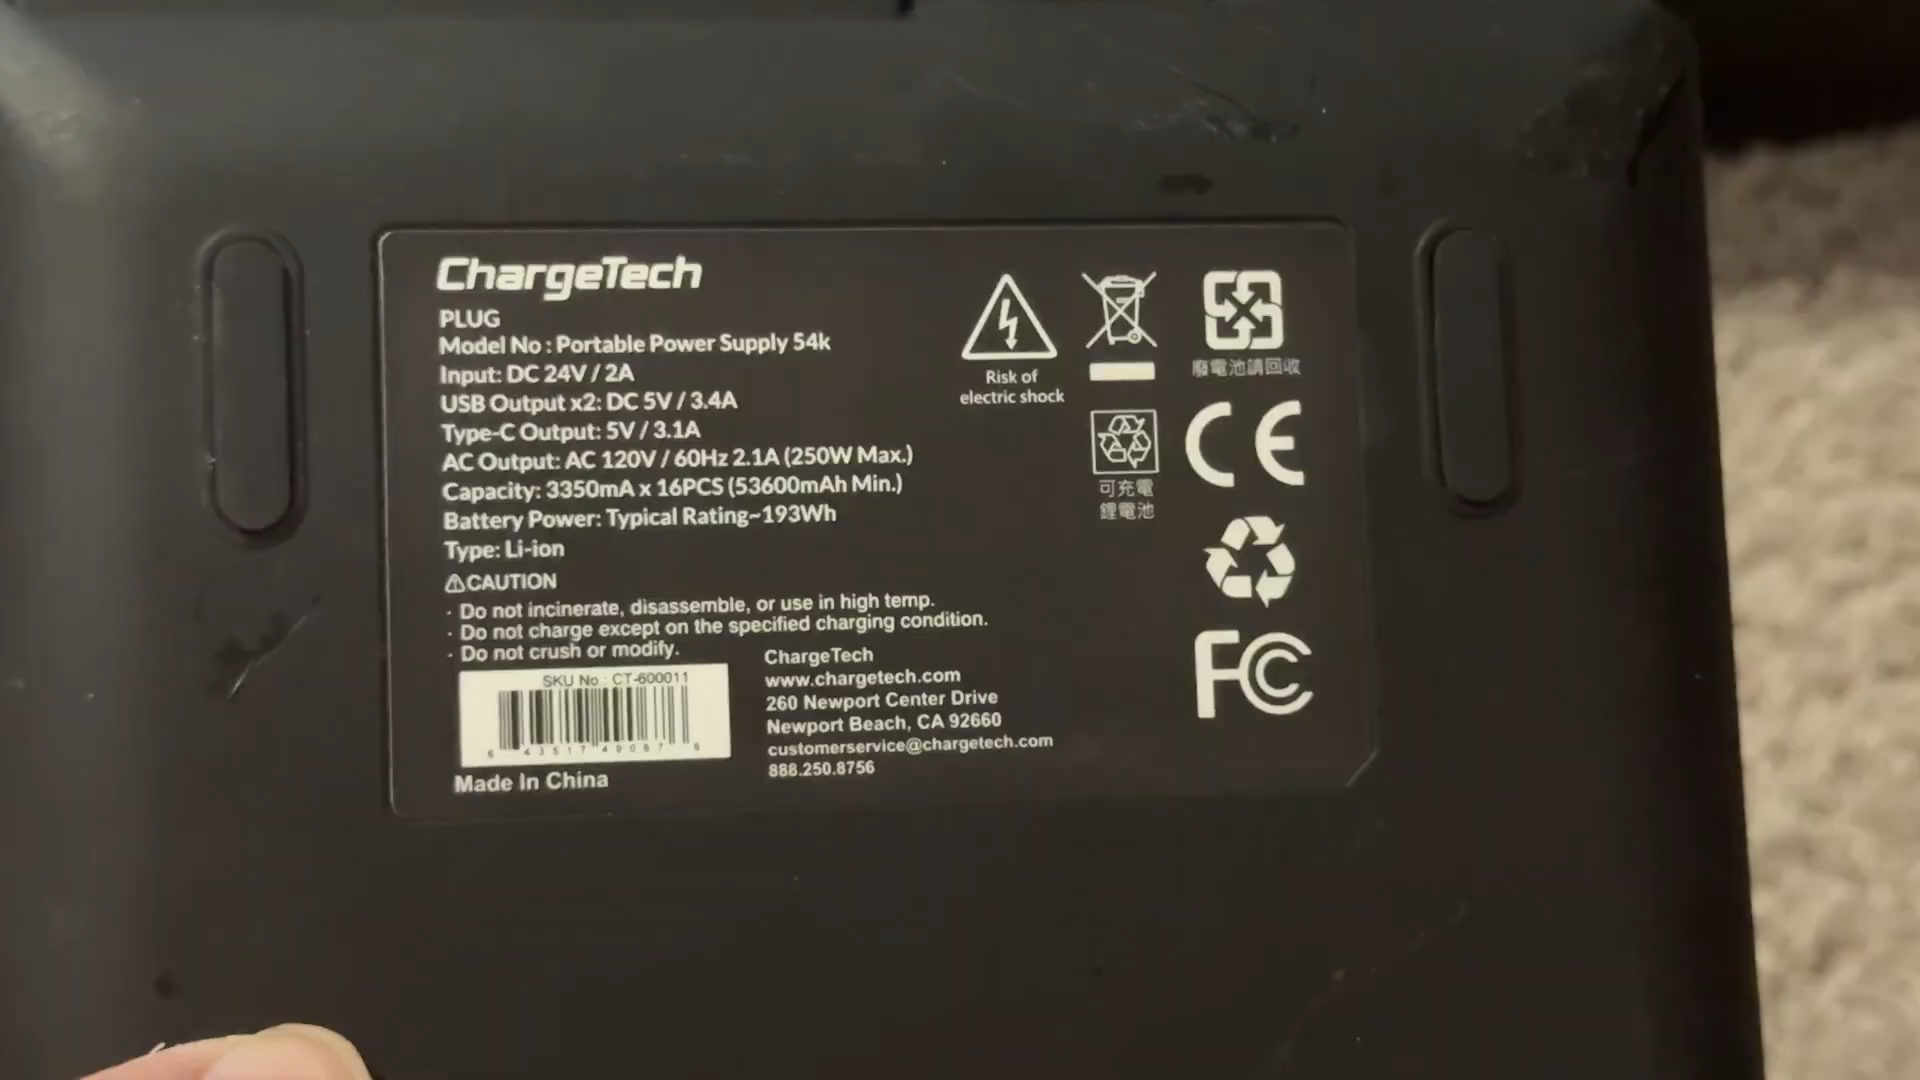 ChargeTech
PLUG
Model No : Portable Power Supply 54k
Input: DC 24V / 2A
USB Output x2: DC 5V / 3.4A
Type-C Output: 5V / 3.1A
AC Output: AC 120V / 60Hz 2.1A (250W Max.)
Capacity: 3350mA x 16PCS (53600mAh Min.)
Battery Power: Typical Rating~193Wh
Type: Li-ion
⚠CAUTION
· Do not incinerate, disassemble, or use in high temp.
· Do not charge except on the specified charging condition.
· Do not crush or modify.
SKU No : CT-600011
Made In China
ChargeTech
www.chargetech.com
260 Newport Center Drive
Newport Beach, CA 92660
customerservice@chargetech.com
888.250.8756
Risk of
electric shock
廢電池請回收
可充電
鋰電池
CE
FC